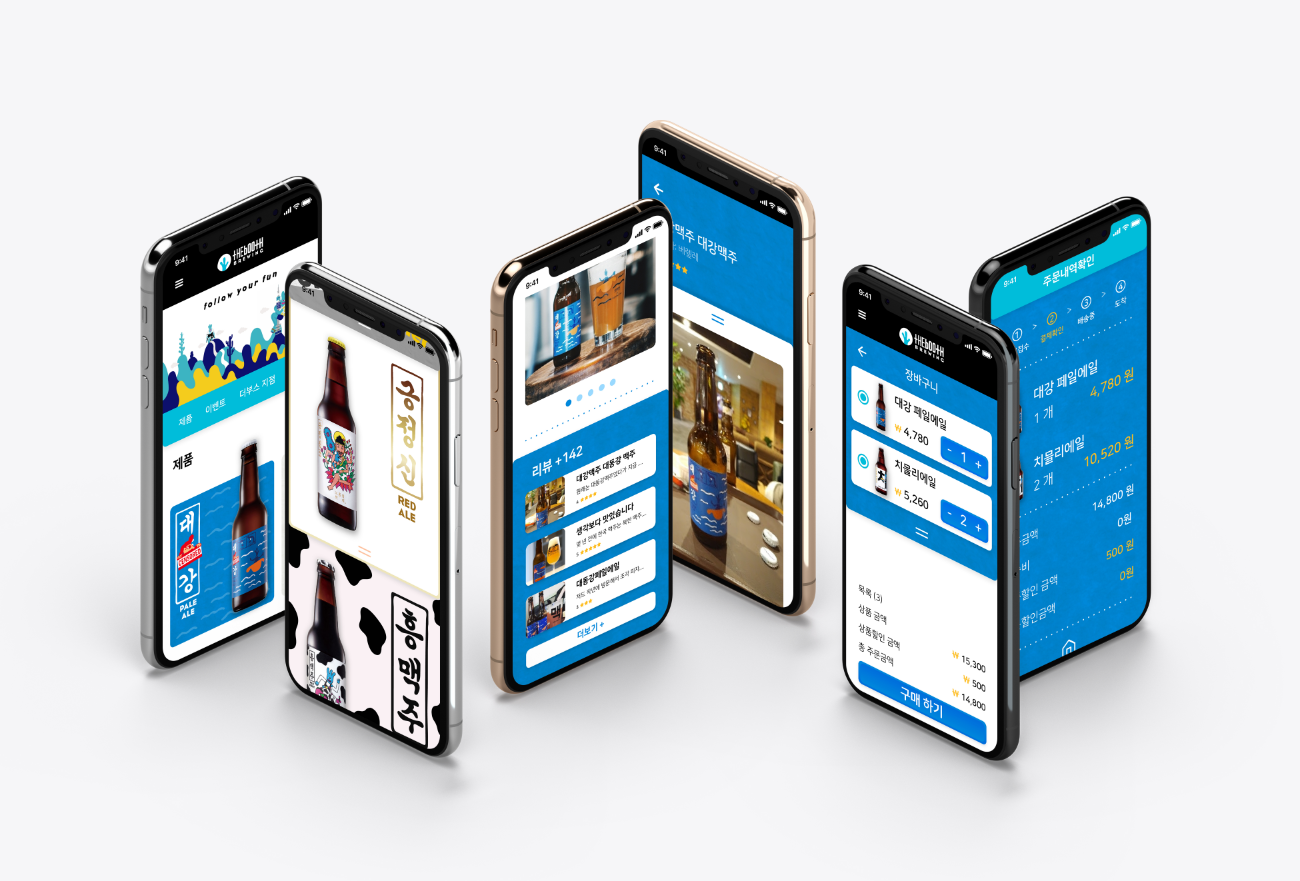 9:41
THEBOOTH
BREWING
follow your fun
제품 이벤트 더부스 지점
제품
대
CENSORED
강
PALE
ALE
9:41
긍정신
RED
ALE
흥맥주
9:41
리뷰 +142
대강맥주 대동강 맥주
4 ★★★★
생각보다 맛있습니다
5 ★★★★★
대동강페일에일
3 ★★★
더보기 +
9:41
맥주 대강맥주
9:41
THEBOOTH
BREWING
장바구니
대강 페일에일
₩ 4,780
- 1 +
치믈리에일
₩ 5,260
- 2 +
목록 (3)
상품 금액
₩ 15,300
상품할인 금액
₩ 500
총 주문금액
₩ 14,800
구매 하기
9:41
주문내역확인
1 > 2 > 3 > 4
접수 결제확인 배송중 도착
대강 페일에일
1 개
4,780 원
치믈리에일
2 개
10,520 원
금액
14,800 원
비
0원
할인 금액
500 원
할인금액
0원